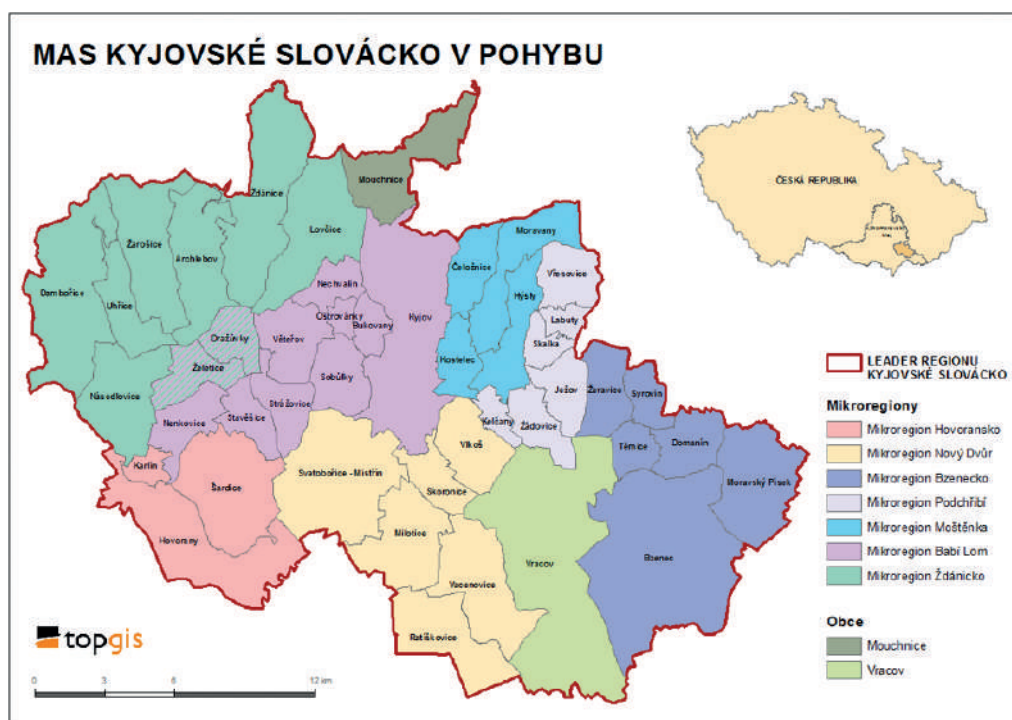 MAS KYJOVSKÉ SLOVÁCKO V POHYBU
ČESKÁ REPUBLIKA
Mouchnice
Ždánice
Lovčice
Žarošice
Archlebov
Dambořice
Uhřice
Moravany
Čeložnice
Vřesovice
Hýsly
Nechvalín
Ostrovánky
Bukovany
Kyjov
Labuty
Dražůvky
Věteřov
Skalka
Želetice
Hostelec
Sobůlky
Násedlovice
Strážovice
Ježov
Žeravice
Syrovín
Nenkovice
Stavěšice
Kelčany
Žádovice
Vlkoš
Těmice
Domanín
Karlín
Svatobořice - Mistřín
Moravský Písek
Šardice
Skoronice
Hovorany
Milotice
Vracov
Bzenec
Vacenovice
Ratíškovice
LEADER REGIONU
KYJOVSKÉ SLOVÁCKO
Mikroregiony
Mikroregion Hovoransko
Mikroregion Nový Dvůr
Mikroregion Bzenecko
Mikroregion Podchřibí
Mikroregion Moštěnka
Mikroregion Babí Lom
Mikroregion Ždánicko
Obce
Mouchnice
Vracov
topgis
0 3 6 12 km